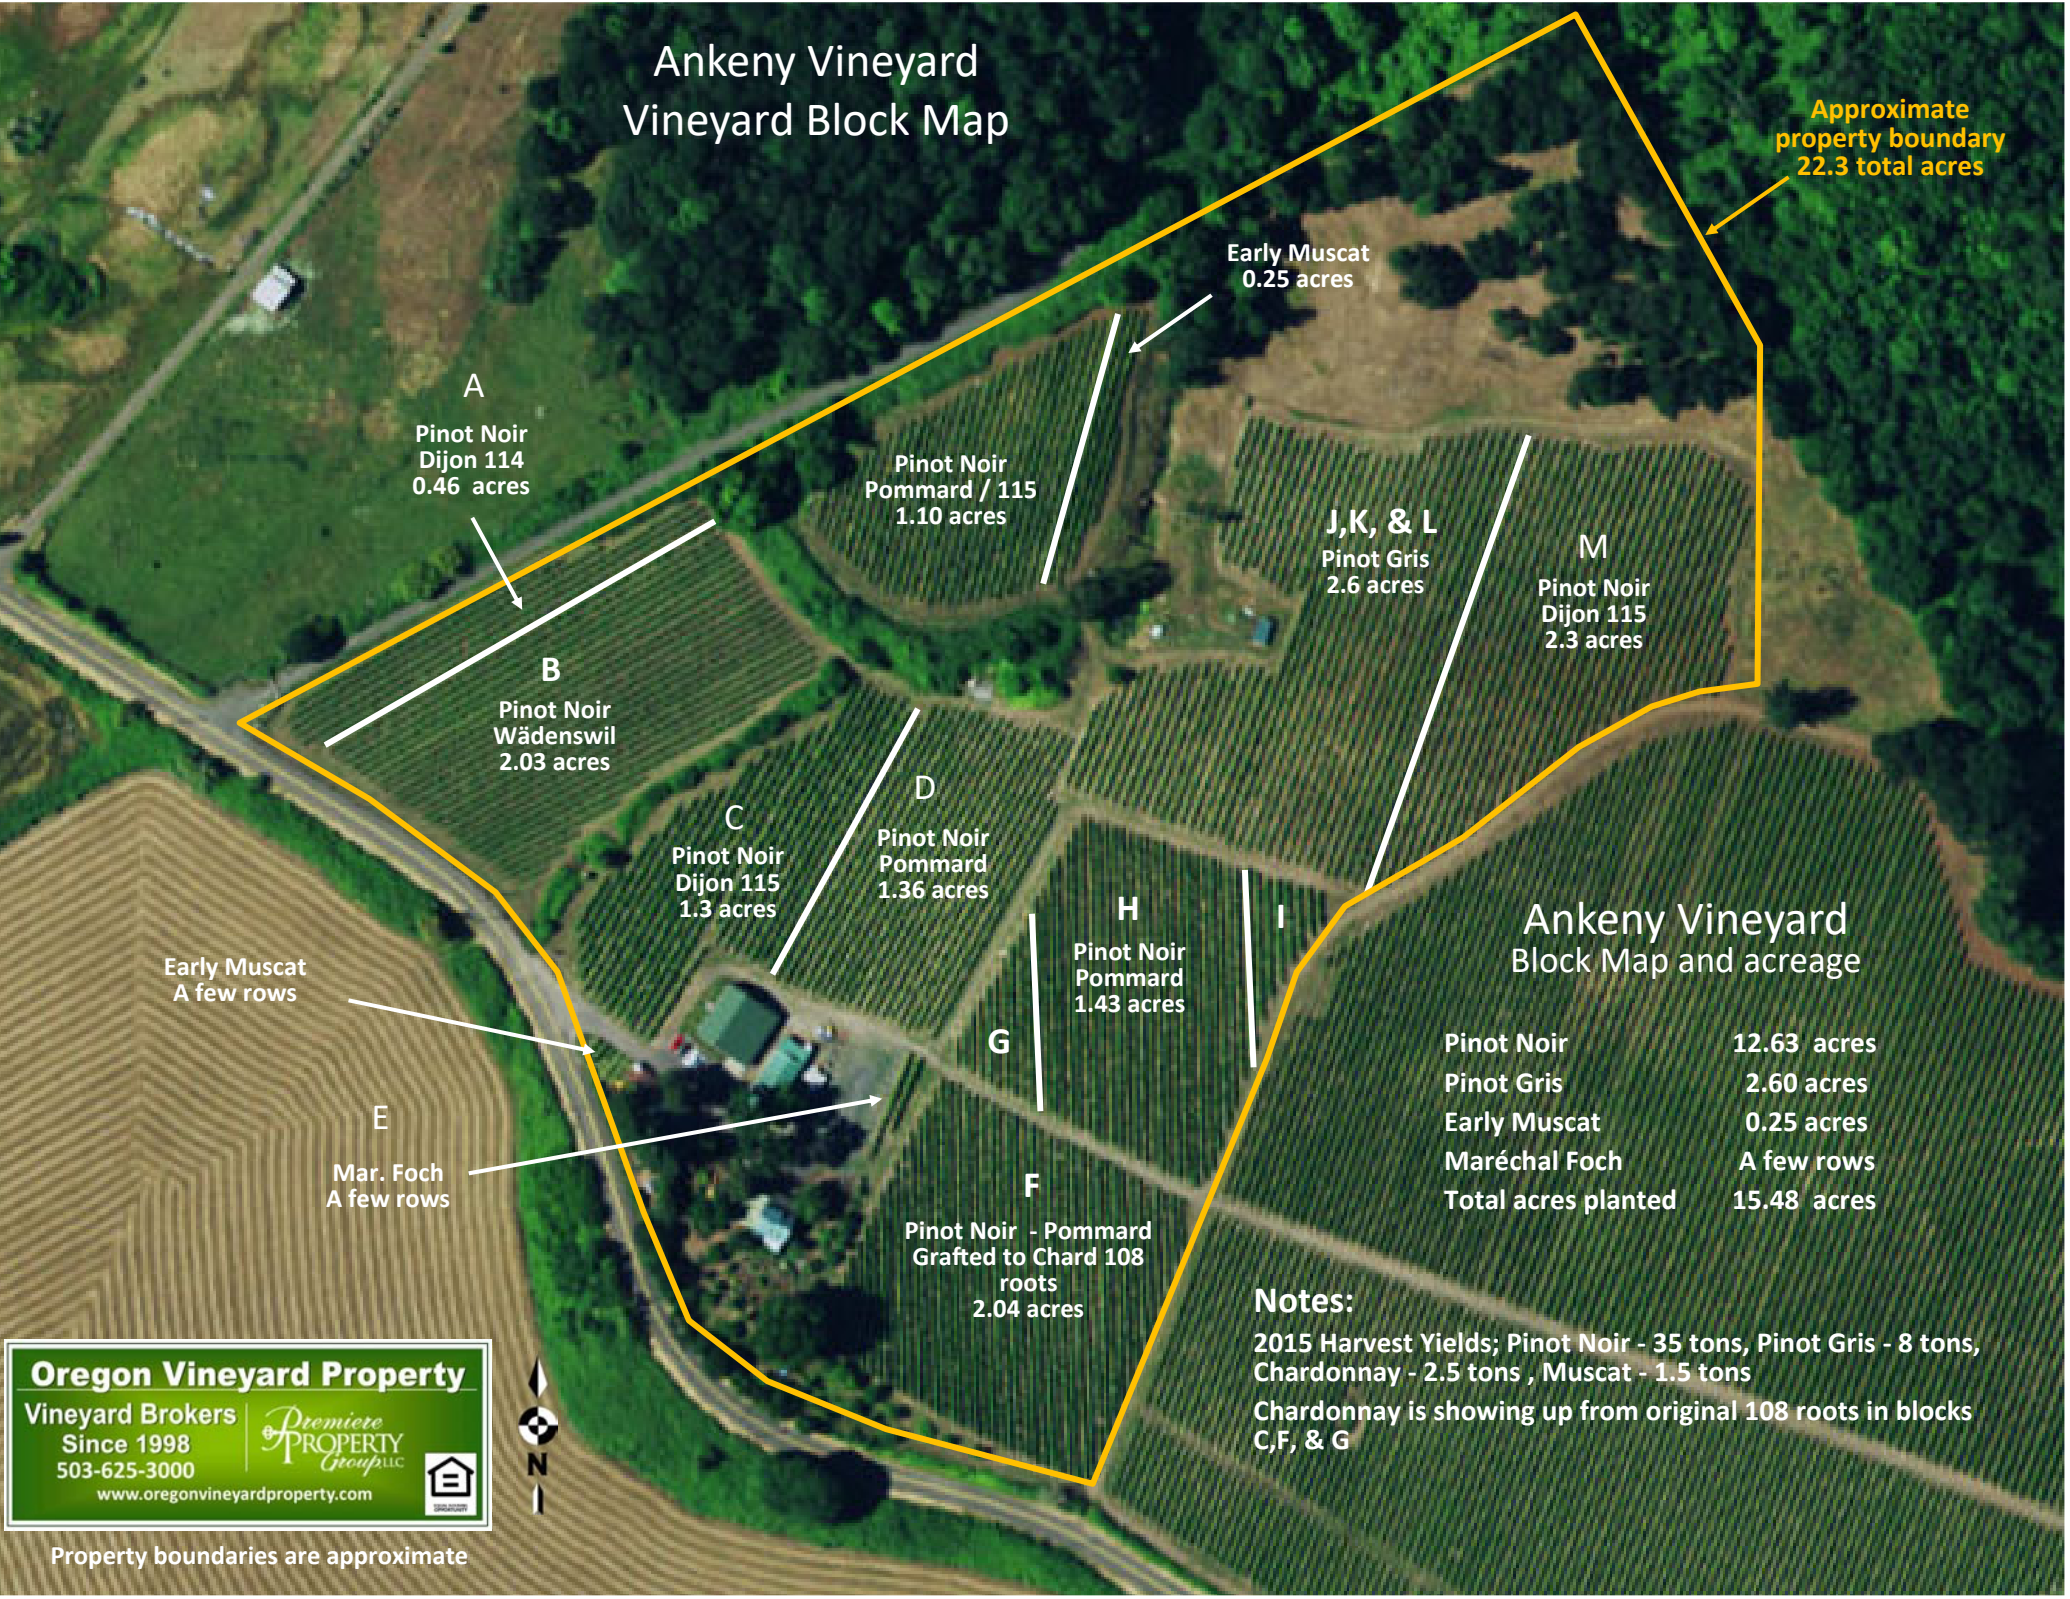 Ankeny Vineyard
Vineyard Block Map
Approximate
property boundary
22.3 total acres
Early Muscat
0.25 acres
A
Pinot Noir
Dijon 114
0.46 acres
Pinot Noir
Pommard / 115
1.10 acres
J,K, & L
Pinot Gris
2.6 acres
M
Pinot Noir
Dijon 115
2.3 acres
B
Pinot Noir
Wädenswil
2.03 acres
C
Pinot Noir
Dijon 115
1.3 acres
D
Pinot Noir
Pommard
1.36 acres
H
Pinot Noir
Pommard
1.43 acres
I
G
Early Muscat
A few rows
E
Mar. Foch
A few rows
F
Pinot Noir - Pommard
Grafted to Chard 108
roots
2.04 acres
Ankeny Vineyard
Block Map and acreage
Pinot Noir 12.63 acres
Pinot Gris 2.60 acres
Early Muscat 0.25 acres
Maréchal Foch A few rows
Total acres planted 15.48 acres
Notes:
2015 Harvest Yields; Pinot Noir - 35 tons, Pinot Gris - 8 tons,
Chardonnay - 2.5 tons , Muscat - 1.5 tons
Chardonnay is showing up from original 108 roots in blocks
C,F, & G
Oregon Vineyard Property
Vineyard Brokers
Since 1998
503-625-3000
Premiere
PROPERTY
Group,LLC
www.oregonvineyardproperty.com
N
Property boundaries are approximate